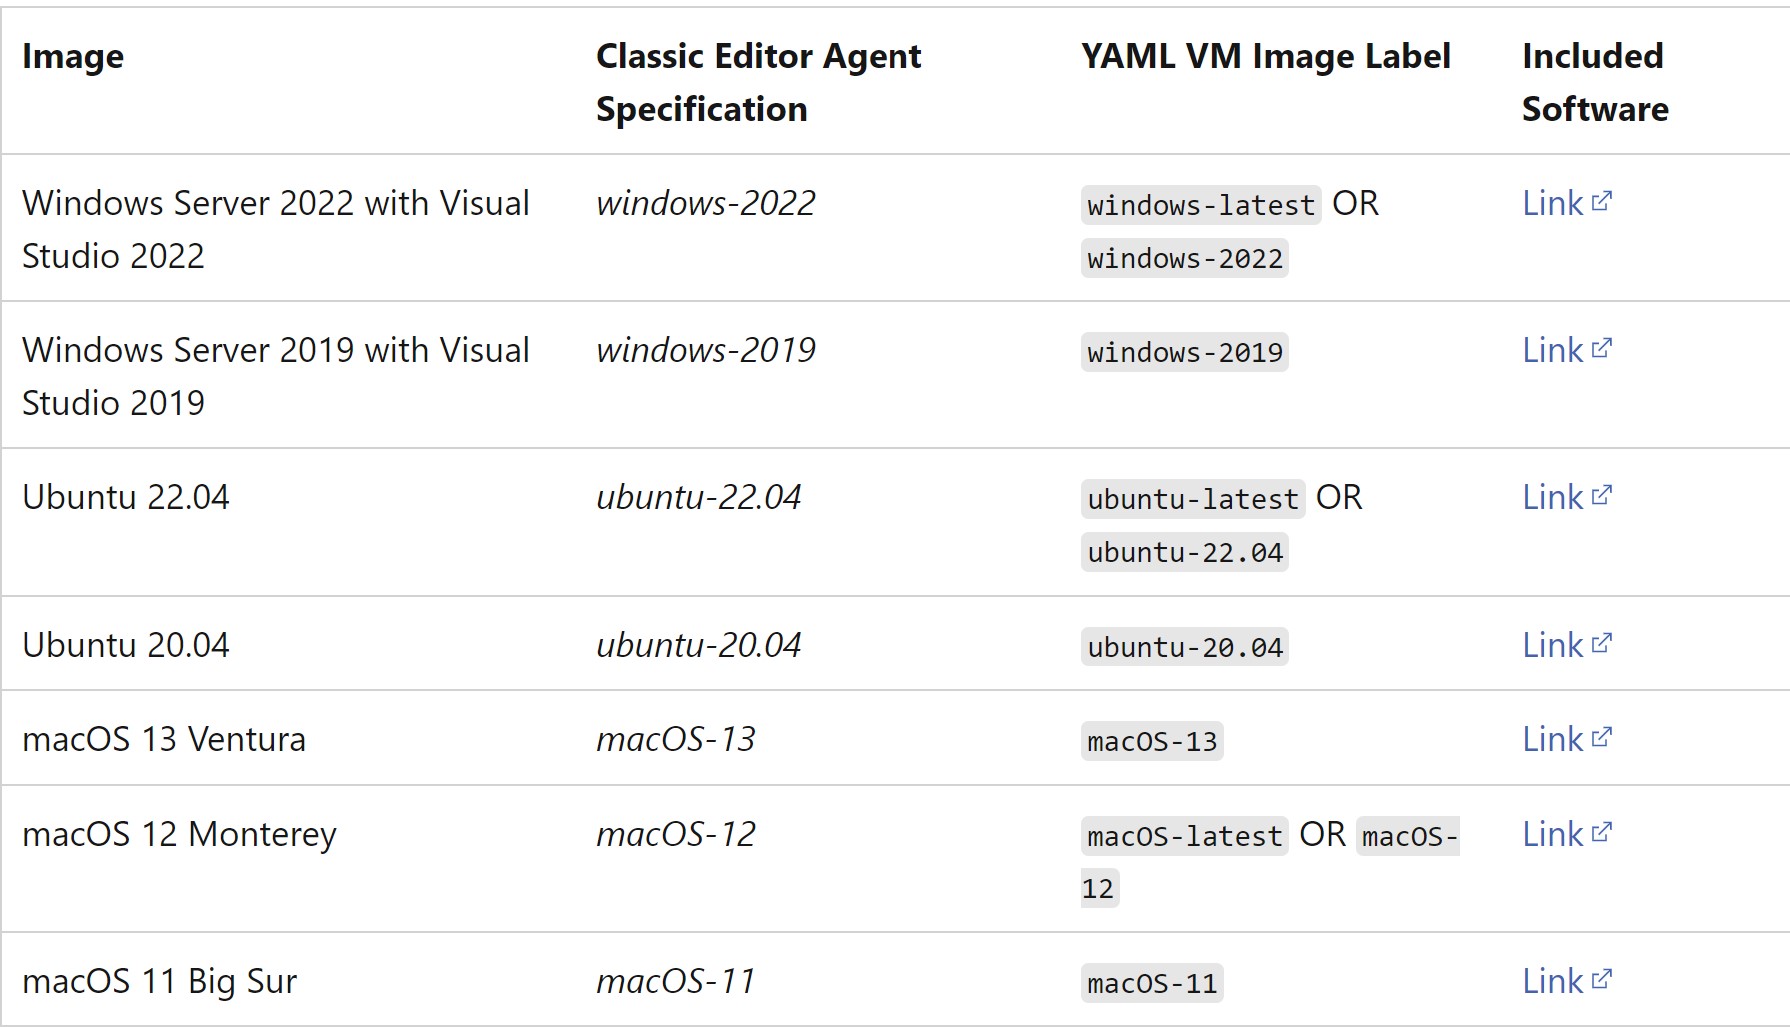 Image
Classic Editor Agent
Specification
YAML VM Image Label
Included
Software
Windows Server 2022 with Visual
Studio 2022
windows-2022
windows-latest OR
windows-2022
Link
Windows Server 2019 with Visual
Studio 2019
windows-2019
windows-2019
Link
Ubuntu 22.04
ubuntu-22.04
ubuntu-latest OR
ubuntu-22.04
Link
Ubuntu 20.04
ubuntu-20.04
ubuntu-20.04
Link
macOS 13 Ventura
macOS-13
macOS-13
Link
macOS 12 Monterey
macOS-12
macOS-latest OR macOS-
12
Link
macOS 11 Big Sur
macOS-11
macOS-11
Link